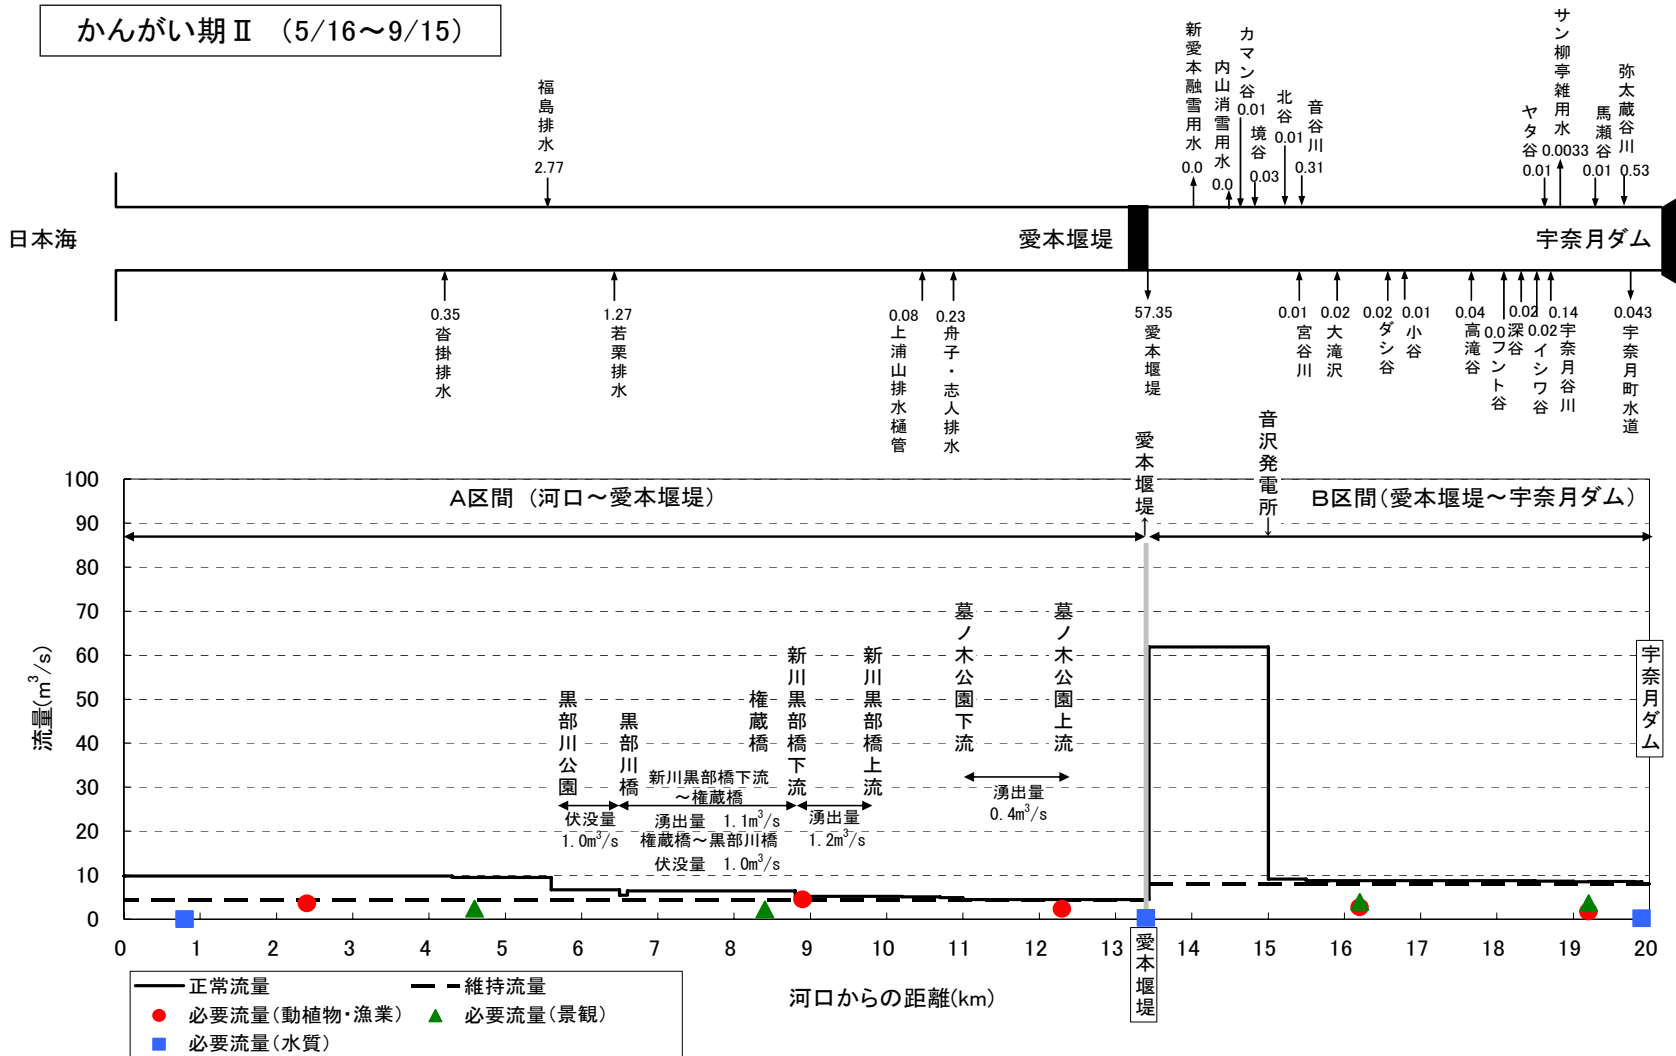 かんがい期Ⅱ （5/16～9/15）
福島排水
2.77
新愛本融雪用水
0.0
内山消雪用水
0.0
カマン谷
0.01
境谷
0.03
北谷
0.01
音谷川
0.31
ヤタ谷
0.01
サン柳亭雑用水
0.0033
馬瀬谷
0.01
弥太蔵谷川
0.53
日本海
愛本堰堤
宇奈月ダム
0.35
沓掛排水
1.27
若栗排水
0.08
上浦山排水樋管
0.23
舟子・志人排水
57.35
愛本堰堤
0.01
宮谷川
0.02
大滝沢
0.02
ダシ谷
0.01
小谷
0.04
高滝谷
0.0
フント谷
0.02
深谷
0.02
イシワ谷
0.14
宇奈月谷川
0.043
宇奈月町水道
愛本堰堤
音沢発電所
A区間（河口～愛本堰堤）
B区間（愛本堰堤～宇奈月ダム）
100
90
80
70
60
50
40
30
20
10
0
流量(m³/s)
黒部川公園
黒部川橋
権蔵橋
新川黒部橋下流
新川黒部橋上流
墓ノ木公園下流
墓ノ木公園上流
宇奈月ダム
伏没量
1.0m³/s
新川黒部橋下流
～権蔵橋
湧出量 1.1m³/s
権蔵橋～黒部川橋
伏没量 1.0m³/s
湧出量
1.2m³/s
湧出量
0.4m³/s
0 1 2 3 4 5 6 7 8 9 10 11 12 13 14 15 16 17 18 19 20
愛本堰堤
河口からの距離(km)
正常流量
維持流量
必要流量（動植物・漁業）
必要流量（景観）
必要流量（水質）